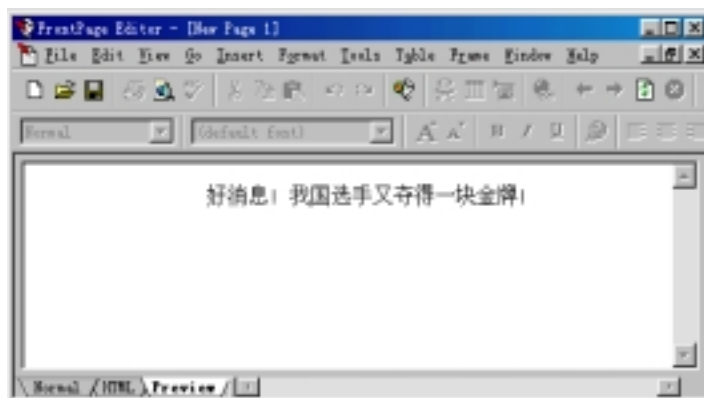 FrontPage Editor - [New Page 1]
File Edit View Go Insert Format Tools Table Frame Window Help
Normal (default font) A A B I U
好消息！我国选手又夺得一块金牌！
Normal HTML Preview